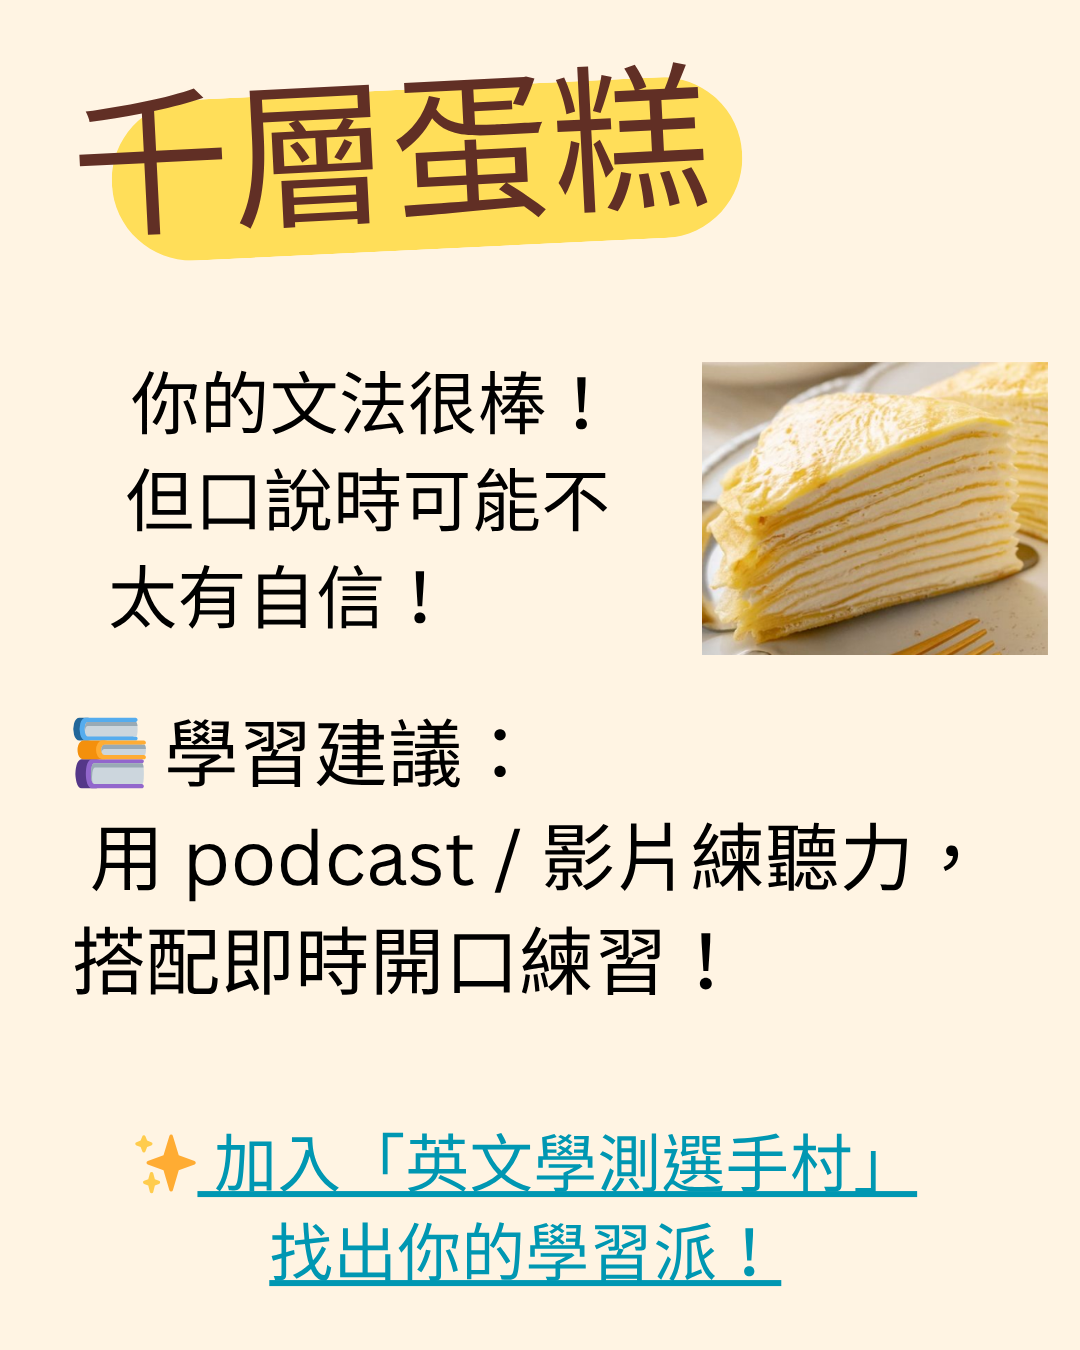 千層蛋糕
你的文法很棒！
但口說時可能不
太有自信！
📚 學習建議：
用 podcast / 影片練聽力，
搭配即時開口練習！
✨ 加入「英文學測選手村」
找出你的學習派！